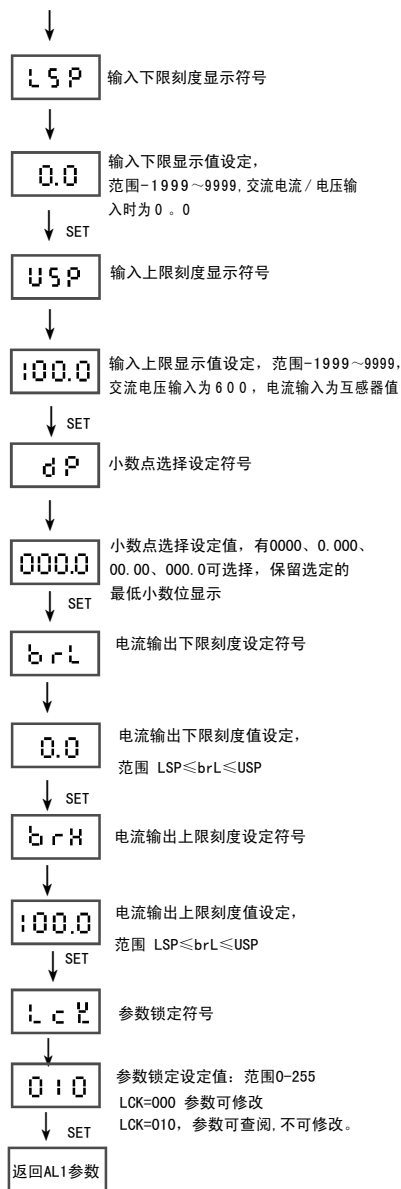 LSP
输入下限刻度显示符号
0.0
输入下限显示值设定，
范围-1999～9999,交流电流/电压输
入时为0 。0
SET
USP
输入上限刻度显示符号
100.0
输入上限显示值设定，范围-1999～9999，
交流电压输入为600，电流输入为互感器值
SET
dP
小数点选择设定符号
000.0
小数点选择设定值，有0000、0.000、
00.00、000.0可选择，保留选定的
最低小数位显示
SET
brL
电流输出下限刻度设定符号
0.0
电流输出下限刻度值设定，
范围 LSP≤brL≤USP
SET
brH
电流输出上限刻度设定符号
100.0
电流输出上限刻度值设定，
范围 LSP≤brL≤USP
SET
LcK
参数锁定符号
010
参数锁定设定值：范围0-255
LCK=000 参数可修改
LCK=010，参数可查阅,不可修改。
SET
返回AL1参数